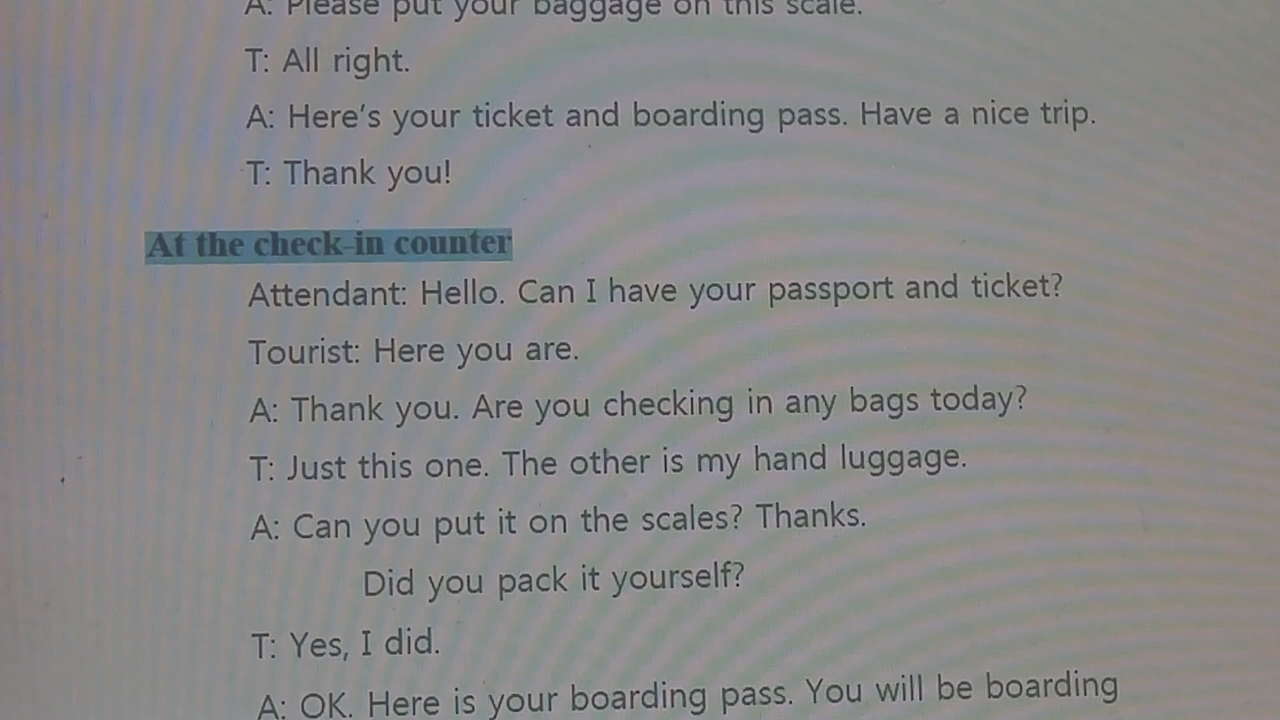 A: Please put your baggage on this scale.
T: All right.
A: Here's your ticket and boarding pass. Have a nice trip.
T: Thank you!
At the check-in counter
Attendant: Hello. Can I have your passport and ticket?
Tourist: Here you are.
A: Thank you. Are you checking in any bags today?
T: Just this one. The other is my hand luggage.
A: Can you put it on the scales? Thanks.
Did you pack it yourself?
T: Yes, I did.
A: OK. Here is your boarding pass. You will be boarding